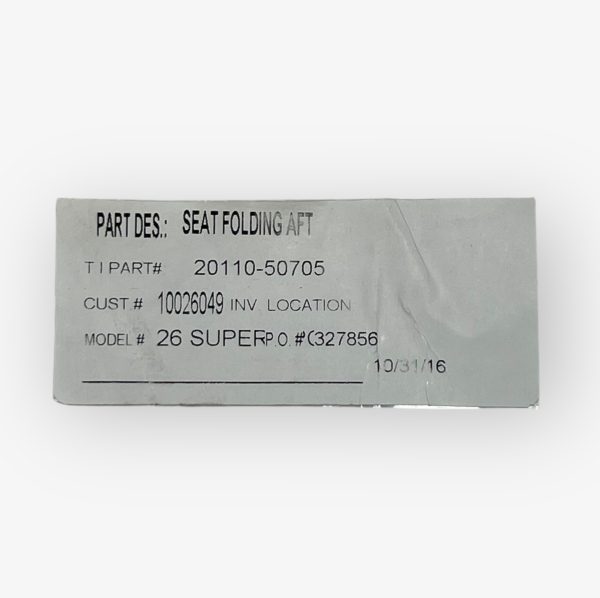 PART DES.: SEAT FOLDING AFT
T I PART# 20110-50705
CUST # 10026049 INV. LOCATION
MODEL # 26 SUPER P.O. #C327856
10/31/16